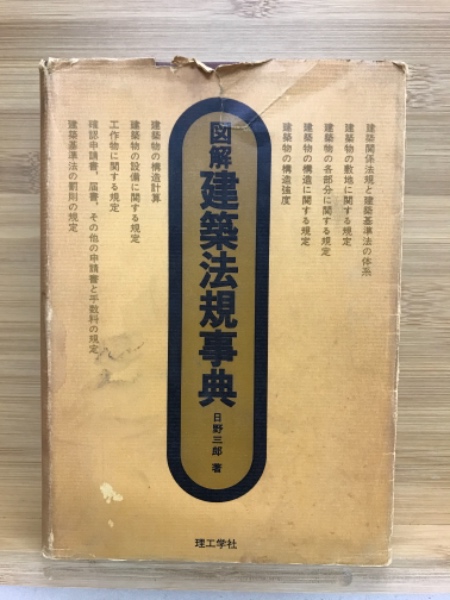 建築関係法規と建築基準法の体系
建築物の敷地に関する規定
建築物の各部分に関する規定
建築物の構造に関する規定
建築物の構造強度
図解
建築法規事典
日野三郎 著
建築物の構造計算
建築物の設備に関する規定
工作物に関する規定
確認申請書，届書，その他の申請書と手数料の規定
建築基準法の罰則の規定
理工学社